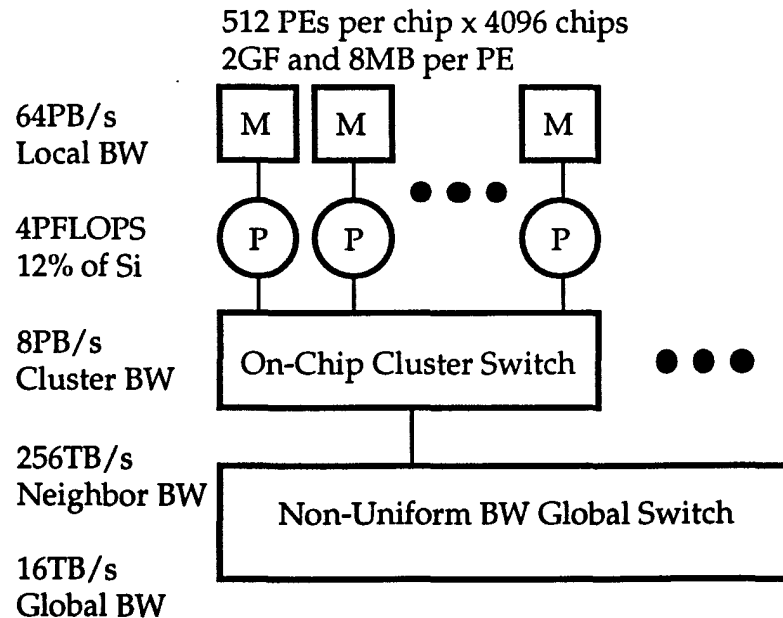 512 PEs per chip x 4096 chips
2GF and 8MB per PE
64PB/s
Local BW
M
M
M
4PFLOPS
12% of Si
P
P
P
8PB/s
Cluster BW
On-Chip Cluster Switch
256TB/s
Neighbor BW
Non-Uniform BW Global Switch
16TB/s
Global BW